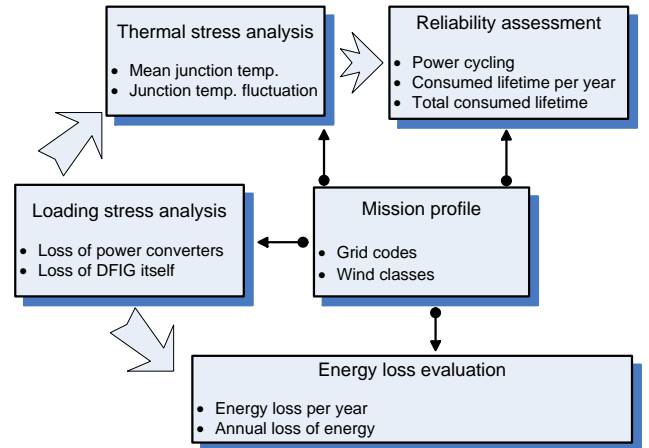 Thermal stress analysis
• Mean junction temp.
• Junction temp. fluctuation
Reliability assessment
• Power cycling
• Consumed lifetime per year
• Total consumed lifetime
Loading stress analysis
• Loss of power converters
• Loss of DFIG itself
Mission profile
• Grid codes
• Wind classes
Energy loss evaluation
• Energy loss per year
• Annual loss of energy